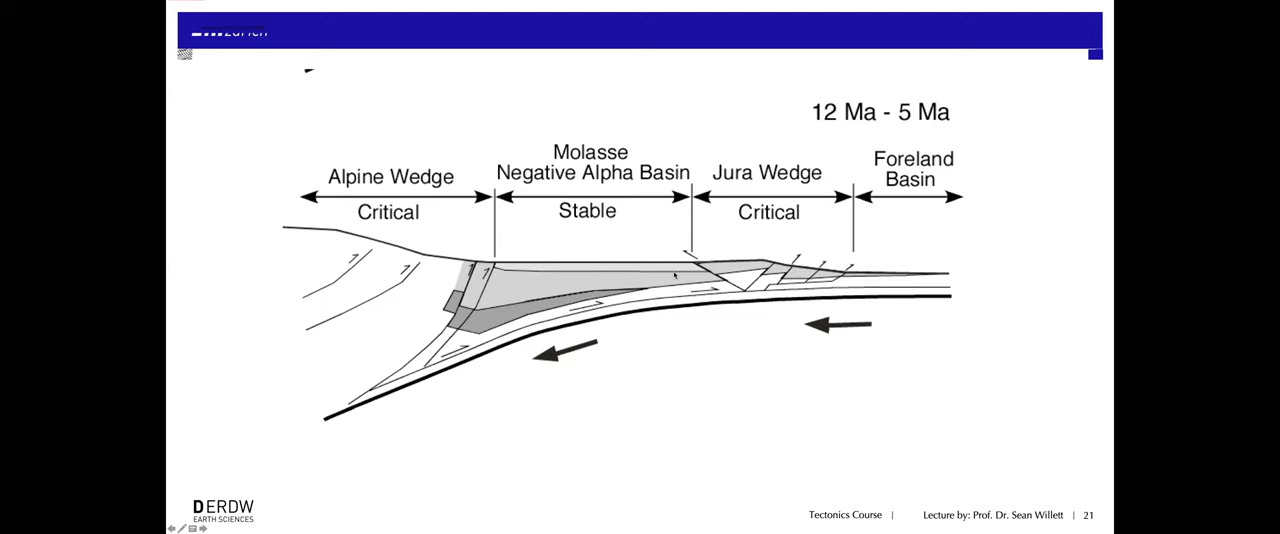 12 Ma - 5 Ma
Molasse
Negative Alpha Basin
Alpine Wedge
Jura Wedge
Foreland
Basin
Critical
Stable
Critical
DERDW
EARTH SCIENCES
Tectonics Course | Lecture by: Prof. Dr. Sean Willett | 21